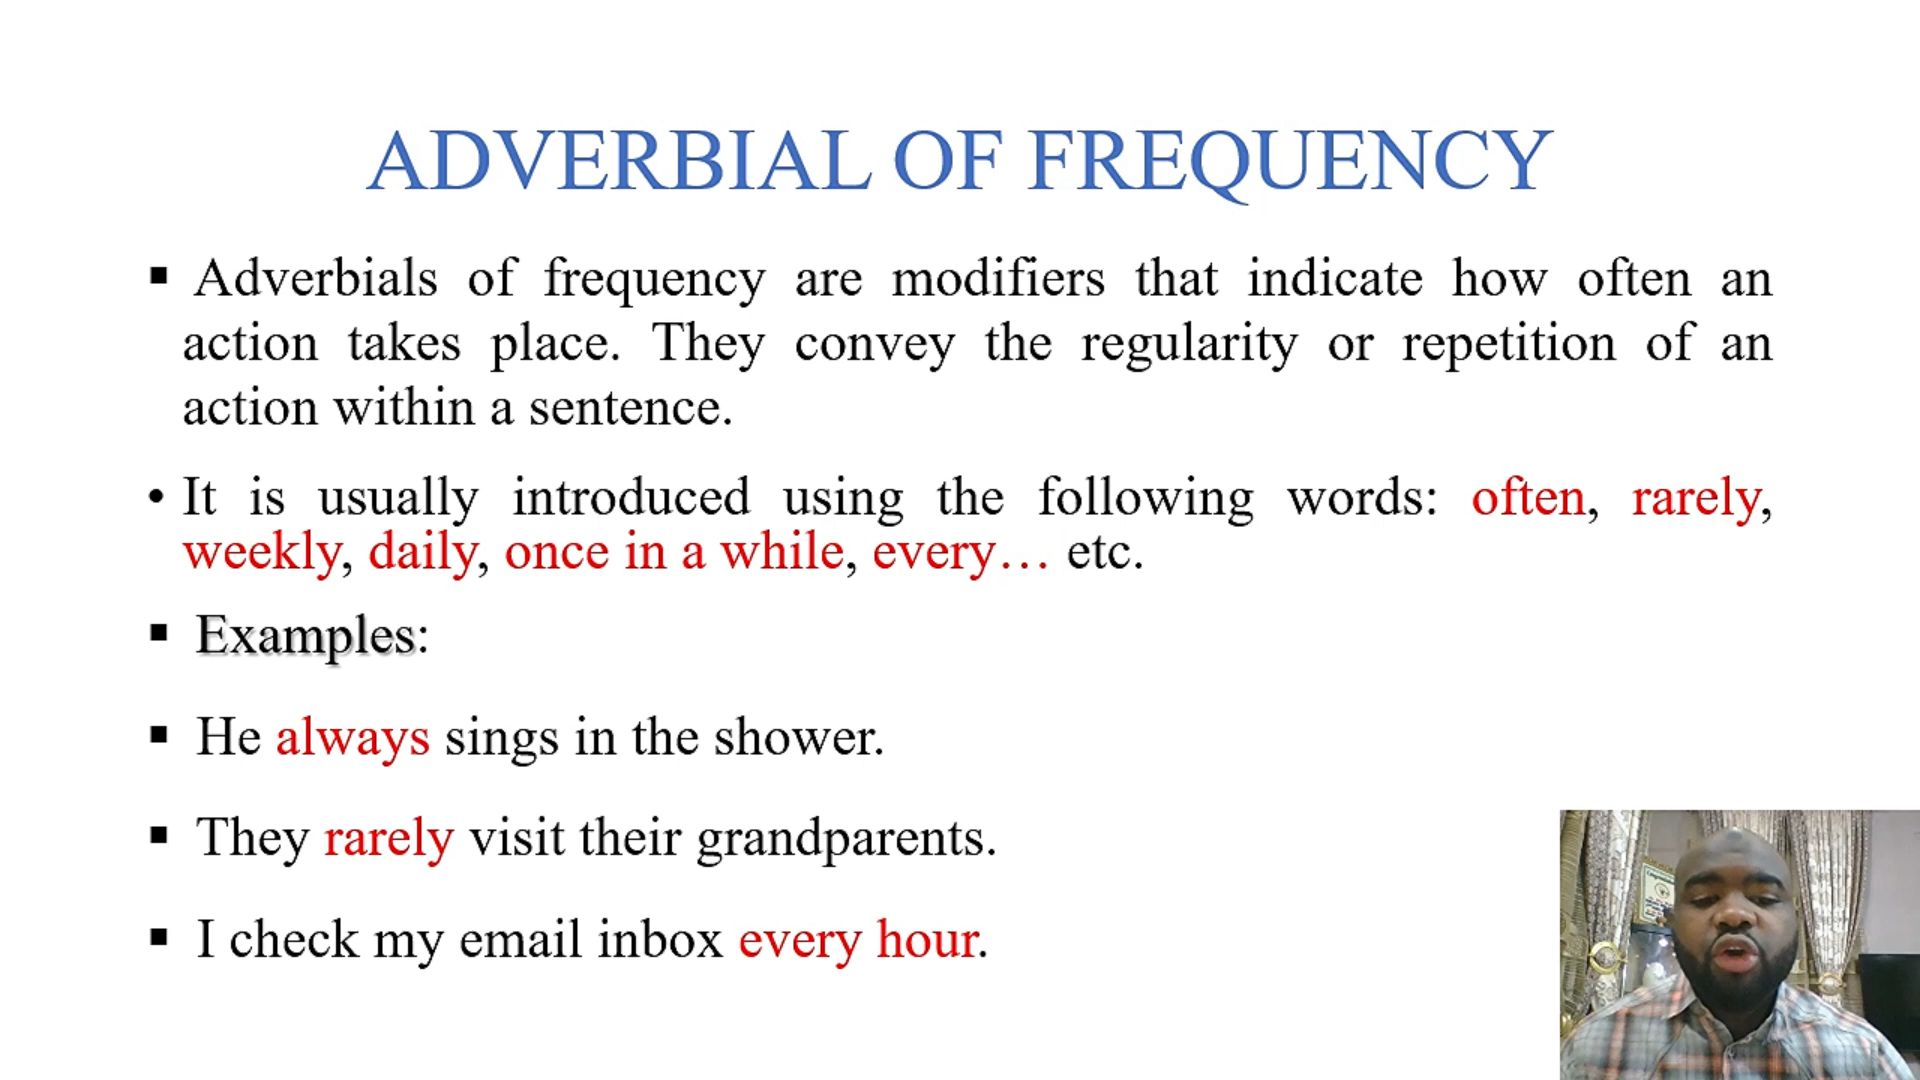 ADVERBIAL OF FREQUENCY
▪ Adverbials of frequency are modifiers that indicate how often an
action takes place. They convey the regularity or repetition of an
action within a sentence.
• It is usually introduced using the following words: often, rarely,
weekly, daily, once in a while, every… etc.
▪ Examples:
▪ He always sings in the shower.
▪ They rarely visit their grandparents.
▪ I check my email inbox every hour.